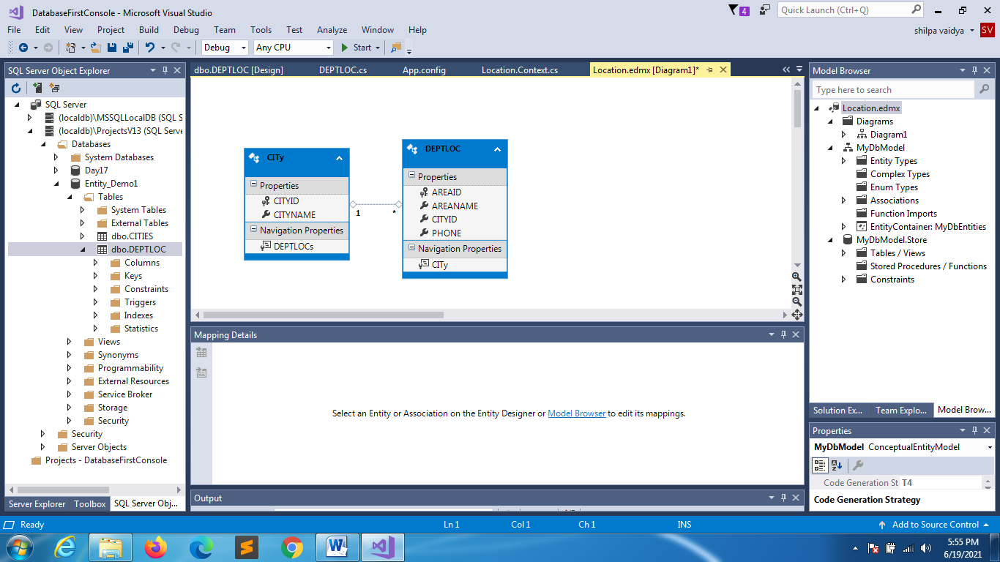 DatabaseFirstConsole - Microsoft Visual Studio
4
Quick Launch (Ctrl+Q)
File Edit View Project Build Debug Team Tools Test Analyze Window Help
shilpa vaidya SV
Debug Any CPU Start
SQL Server Object Explorer
SQL Server
(localdb)\MSSQLLocalDB (SQL S
(localdb)\ProjectsV13 (SQL Serve
Databases
System Databases
Day17
Entity_Demo1
Tables
System Tables
External Tables
dbo.CITIES
dbo.DEPTLOC
Columns
Keys
Constraints
Triggers
Indexes
Statistics
Views
Synonyms
Programmability
External Resources
Service Broker
Storage
Security
Security
Server Objects
Projects - DatabaseFirstConsole
Server Explorer Toolbox SQL Server Obj...
dbo.DEPTLOC [Design] DEPTLOC.cs App.config Location.Context.cs Location.edmx [Diagram1]*
CITy
Properties
CITYID
CITYNAME
Navigation Properties
DEPTLOCs
1 *
DEPTLOC
Properties
AREAID
AREANAME
CITYID
PHONE
Navigation Properties
CITy
Mapping Details
Select an Entity or Association on the Entity Designer or Model Browser to edit its mappings.
Output
Model Browser
Type here to search
Location.edmx
Diagrams
Diagram1
MyDbModel
Entity Types
Complex Types
Enum Types
Associations
Function Imports
EntityContainer: MyDbEntities
MyDbModel.Store
Tables / Views
Stored Procedures / Functions
Constraints
Solution Ex... Team Explo... Model Brow...
Properties
MyDbModel ConceptualEntityModel
Code Generation St T4
Code Generation Strategy
Ready Ln 1 Col 1 Ch 1 INS Add to Source Control
5:55 PM
6/19/2021